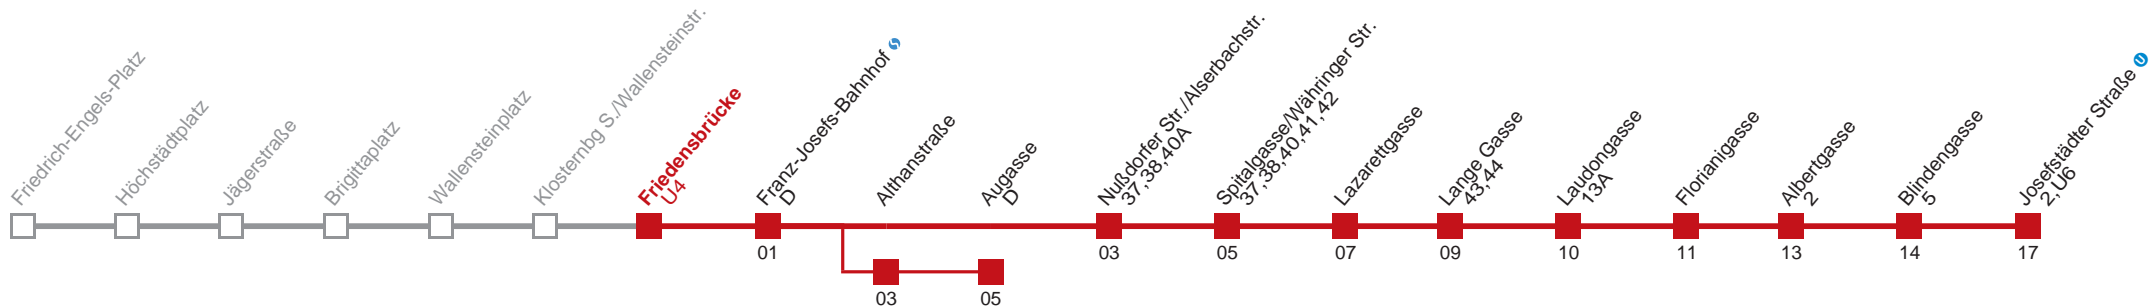 Friedrich-Engels-Platz
Höchstädtplatz
Jägerstraße
Brigittaplatz
Wallensteinplatz
Klosternbg S./Wallensteinstr.
Friedensbrücke
U4
Franz-Josefs-Bahnhof S
D
Althanstraße
Augasse
D
Nußdorfer Str./Alserbachstr.
37,38,40A
Spitalgasse/Währinger Str.
37,38,40,41,42
Lazarettgasse
Lange Gasse
43,44
Laudongasse
13A
Florianigasse
Albertgasse
2
Blindengasse
5
Josefstädter Straße U
2,U6
01
03
05
07
09
10
11
13
14
17
03
05